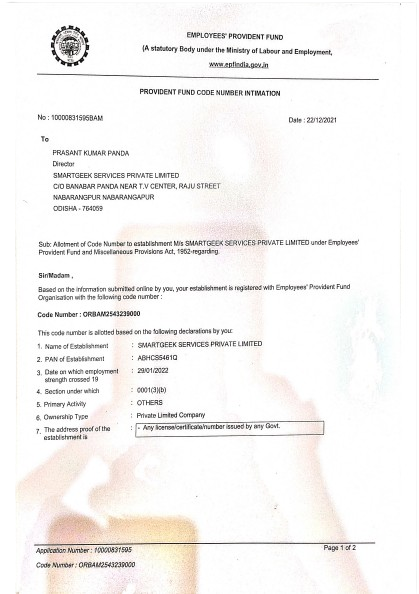 EMPLOYEES' PROVIDENT FUND
(A statutory Body under the Ministry of Labour and Employment,
www.epfindia.gov.in
PROVIDENT FUND CODE NUMBER INTIMATION
No : 10000831595BAM
Date : 22/12/2021
To
PRASANT KUMAR PANDA
Director
SMARTGEEK SERVICES PRIVATE LIMITED
C/O BANABAR PANDA NEAR T.V CENTER, RAJU STREET
NABARANGPUR NABARANGAPUR
ODISHA - 764059
Sub: Allotment of Code Number to establishment M/s SMARTGEEK SERVICES PRIVATE LIMITED under Employees'
Provident Fund and Miscellaneous Provisions Act, 1952-regarding.
Sir/Madam ,
Based on the information submitted online by you, your establishment is registered with Employees' Provident Fund
Organisation with the following code number :
Code Number : ORBAM2543239000
This code number is allotted based on the following declarations by you:
1. Name of Establishment : SMARTGEEK SERVICES PRIVATE LIMITED
2. PAN of Establishment : ABHCS5461Q
3. Date on which employment : 29/01/2022
strength crossed 19
4. Section under which : 0001(3)(b)
5. Primary Activity : OTHERS
6. Ownership Type : Private Limited Company
7. The address proof of the : - Any license/certificate/number issued by any Govt.
establishment is
Application Number : 10000831595
Page 1 of 2
Code Number : ORBAM2543239000